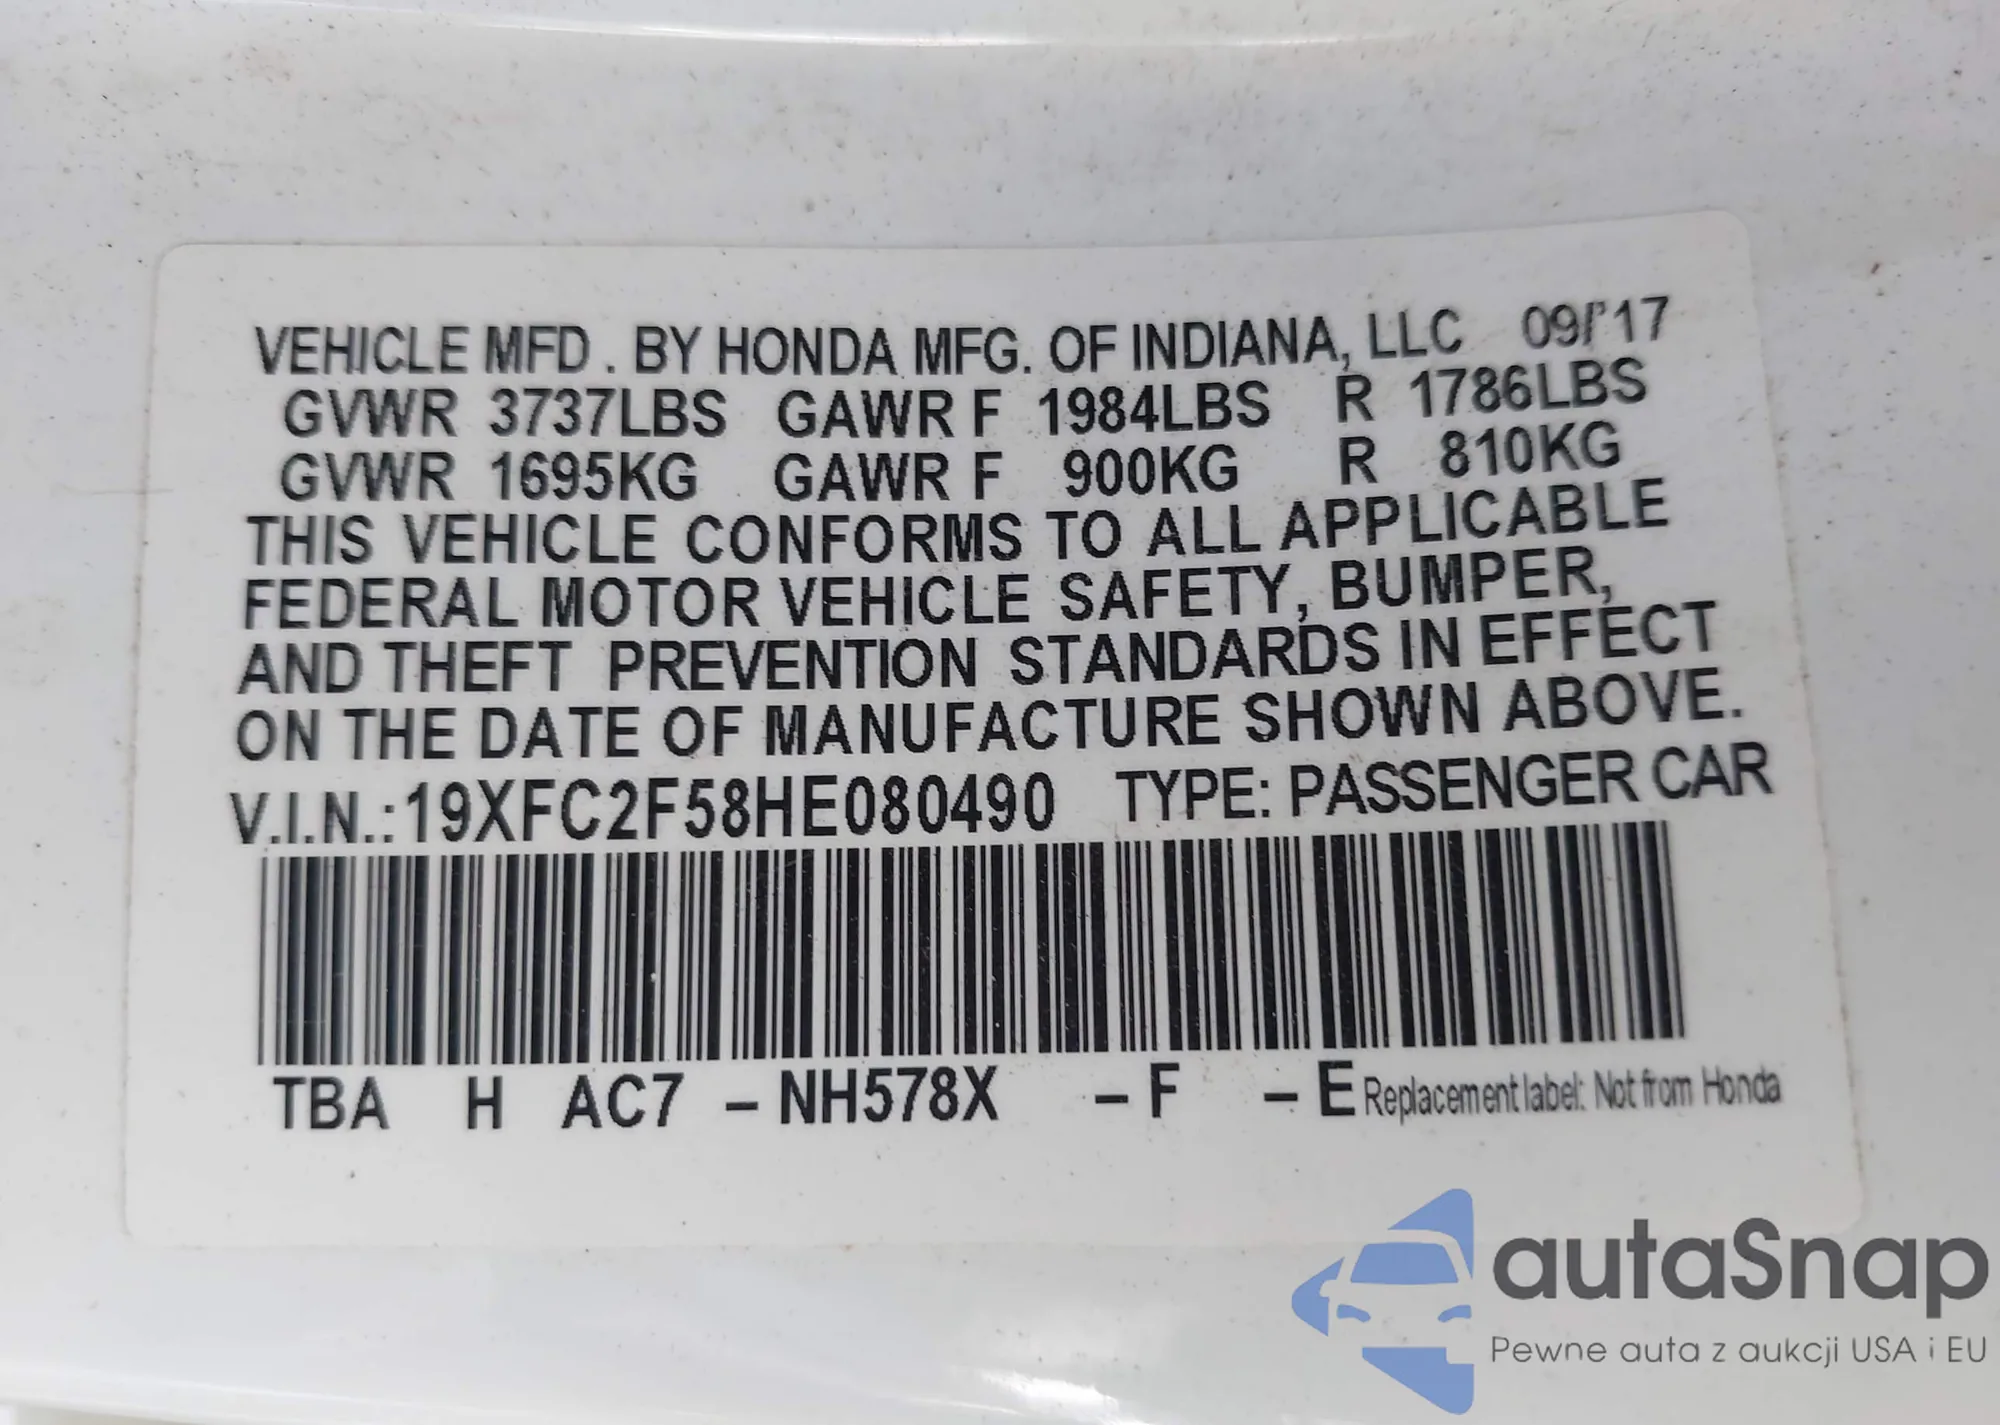 VEHICLE MFD . BY HONDA MFG. OF INDIANA, LLC 09/'17
GVWR 3737LBS GAWR F 1984LBS R 1786LBS
GVWR 1695KG GAWR F 900KG R 810KG
THIS VEHICLE CONFORMS TO ALL APPLICABLE
FEDERAL MOTOR VEHICLE SAFETY, BUMPER,
AND THEFT PREVENTION STANDARDS IN EFFECT
ON THE DATE OF MANUFACTURE SHOWN ABOVE.
V.I.N.:19XFC2F58HE080490 TYPE: PASSENGER CAR
TBA H AC7 – NH578X – F – E Replacement label: Not from Honda
autaSnap
Pewne auta z aukcji USA i EU